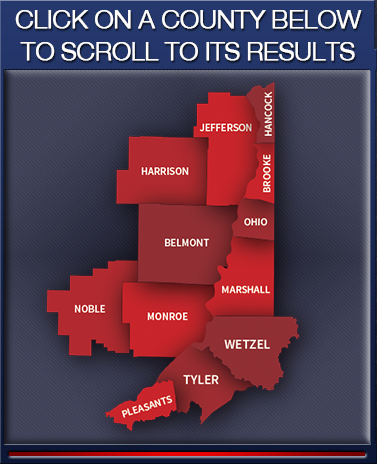 CLICK ON A COUNTY BELOW
TO SCROLL TO ITS RESULTS
HANCOCK
JEFFERSON
BROOKE
HARRISON
OHIO
BELMONT
MARSHALL
NOBLE
MONROE
WETZEL
TYLER
PLEASANTS